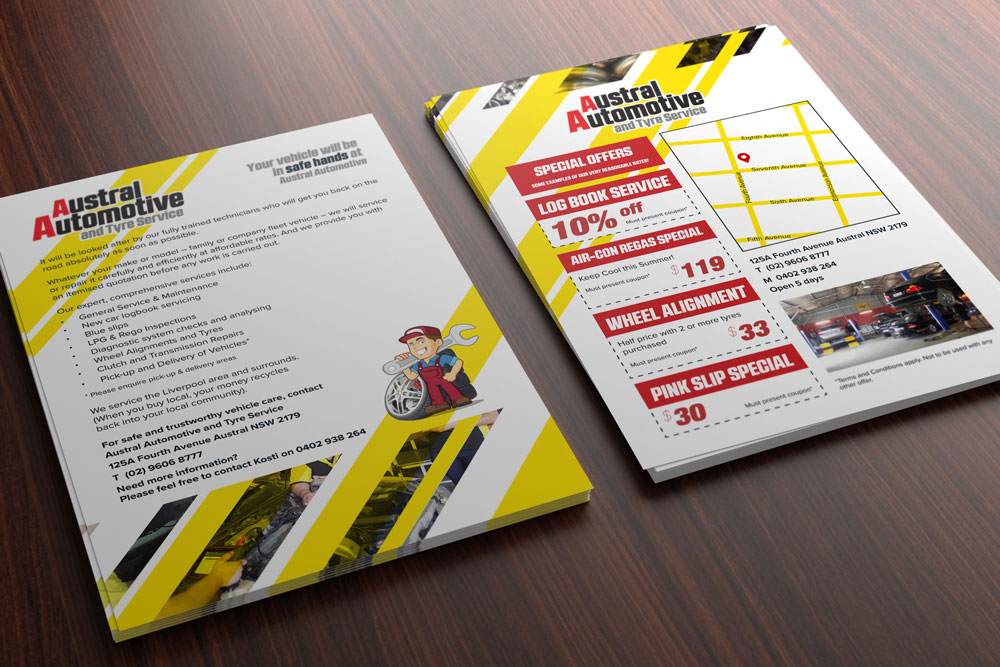 Austral
Automotive
and Tyre Service
Your vehicle will be
in safe hands at
Austral Automotive
It will be looked after by our fully trained technicians who will get you back on the
road absolutely as soon as possible.
Whatever your make or model – family or company fleet vehicle – we will service
or repair it carefully and efficiently at affordable rates. And we provide you with
an itemised quotation before any work is carried out.
Our expert, comprehensive services include:
• General Service & Maintenance
• New car logbook servicing
• Blue slips
• LPG & Rego Inspections
• Diagnostic system checks and analysing
• Wheel Alignments and Tyres
• Clutch and Transmission Repairs
• Pick-up and Delivery of Vehicles*
* Please enquire pick-up & delivery areas
We service the Liverpool area and surrounds.
(When you buy local, your money recycles
back into your local community).
For safe and trustworthy vehicle care, contact
Austral Automotive and Tyre Service
125A Fourth Avenue Austral NSW 2179
T (02) 9606 8777
Need more information?
Please feel free to contact Kosti on 0402 938 264
Austral
Automotive
and Tyre Service
SPECIAL OFFERS
SOME EXAMPLES OF OUR VERY REASONABLE RATES!
LOG BOOK SERVICE
10% off
Must present coupon*
AIR-CON REGAS SPECIAL
Keep Cool this Summer!
Must present coupon*
$119
WHEEL ALIGNMENT
Half price with 2 or more tyres
purchased
Must present coupon*
$33
PINK SLIP SPECIAL
$30
Must present coupon*
Eighth Avenue
Seventh Avenue
Sixth Avenue
Fifth Avenue
125A Fourth Avenue Austral NSW 2179
T (02) 9606 8777
M 0402 938 264
Open 5 days
*Terms and Conditions apply. Not to be used with any
other offer.